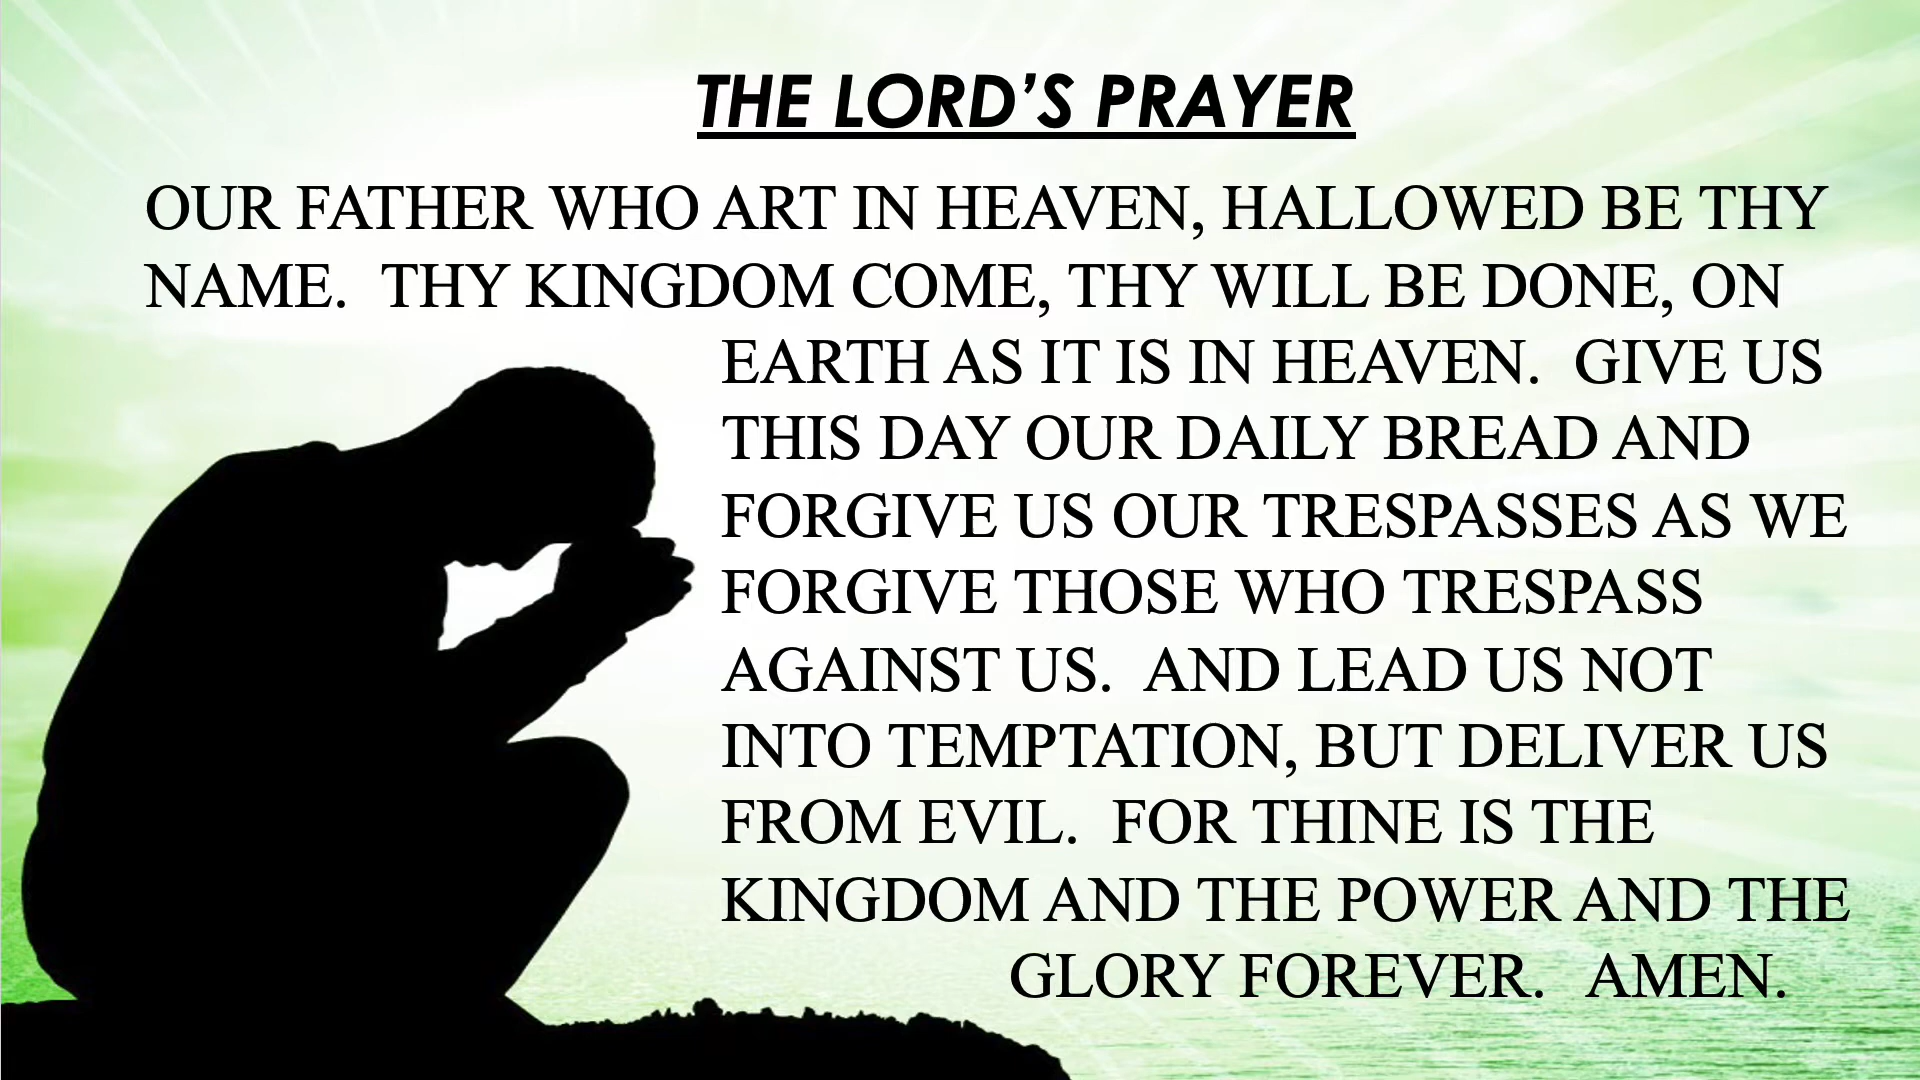 THE LORD’S PRAYER
OUR FATHER WHO ART IN HEAVEN, HALLOWED BE THY
NAME.  THY KINGDOM COME, THY WILL BE DONE, ON
EARTH AS IT IS IN HEAVEN.  GIVE US
THIS DAY OUR DAILY BREAD AND
FORGIVE US OUR TRESPASSES AS WE
FORGIVE THOSE WHO TRESPASS
AGAINST US.  AND LEAD US NOT
INTO TEMPTATION, BUT DELIVER US
FROM EVIL.  FOR THINE IS THE
KINGDOM AND THE POWER AND THE
GLORY FOREVER.   AMEN.